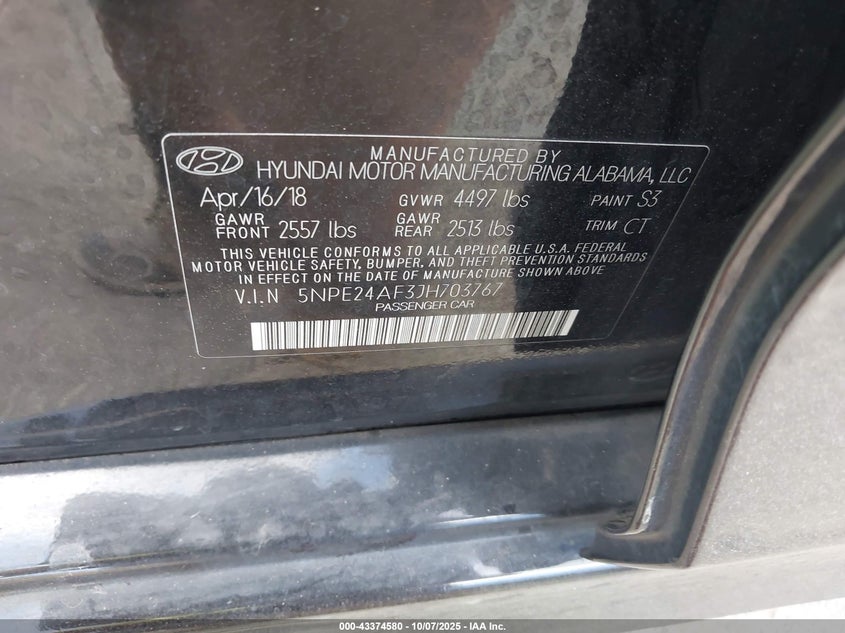 MANUFACTURED BY
HYUNDAI MOTOR MANUFACTURING ALABAMA, LLC
Apr/16/18 GVWR 4497 lbs PAINT S3
GAWR FRONT 2557 lbs GAWR REAR 2513 lbs TRIM CT
THIS VEHICLE CONFORMS TO ALL APPLICABLE U.S.A. FEDERAL
MOTOR VEHICLE SAFETY, BUMPER, AND THEFT PREVENTION STANDARDS
IN EFFECT ON THE DATE OF MANUFACTURE SHOWN ABOVE
V.I.N 5NPE24AF3JH703767
PASSENGER CAR
000-43374580 - 10/07/2025 - IAA Inc.